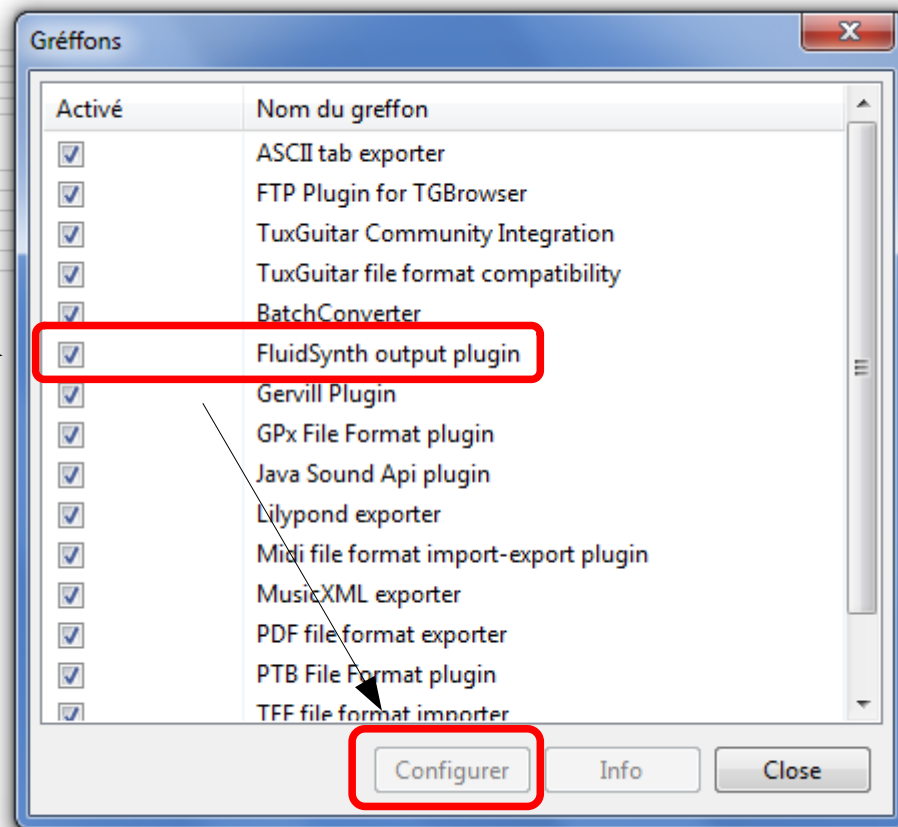 Gréffons
Activé Nom du greffon
ASCII tab exporter
FTP Plugin for TGBrowser
TuxGuitar Community Integration
TuxGuitar file format compatibility
BatchConverter
FluidSynth output plugin
Gervill Plugin
GPx File Format plugin
Java Sound Api plugin
Lilypond exporter
Midi file format import-export plugin
MusicXML exporter
PDF file format exporter
PTB File Format plugin
TEF file format importer
Configurer Info Close